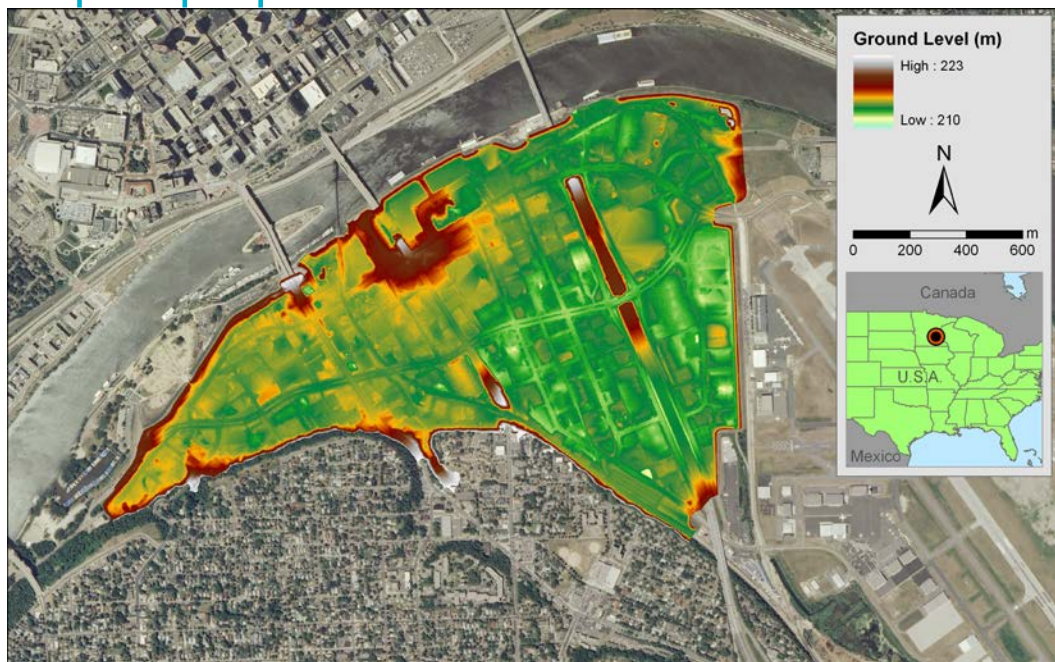 Ground Level (m)
High : 223
Low : 210
N
m
0 200 400 600
Canada
U.S.A.
Mexico